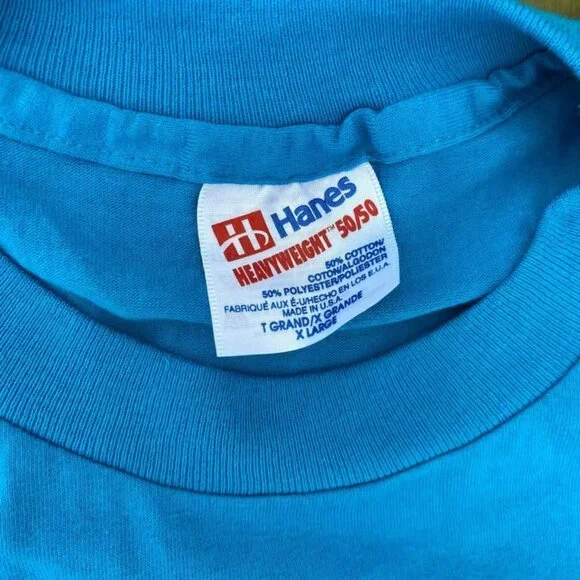 Hanes
HEAVYWEIGHT™ 50/50
50% COTTON/
COTON/ALGODON
50% POLYESTER/POLIESTER
FABRIQUÉ AUX É-U/HECHO EN LOS E.U.A.
MADE IN U.S.A.
T GRAND/X GRANDE
X LARGE